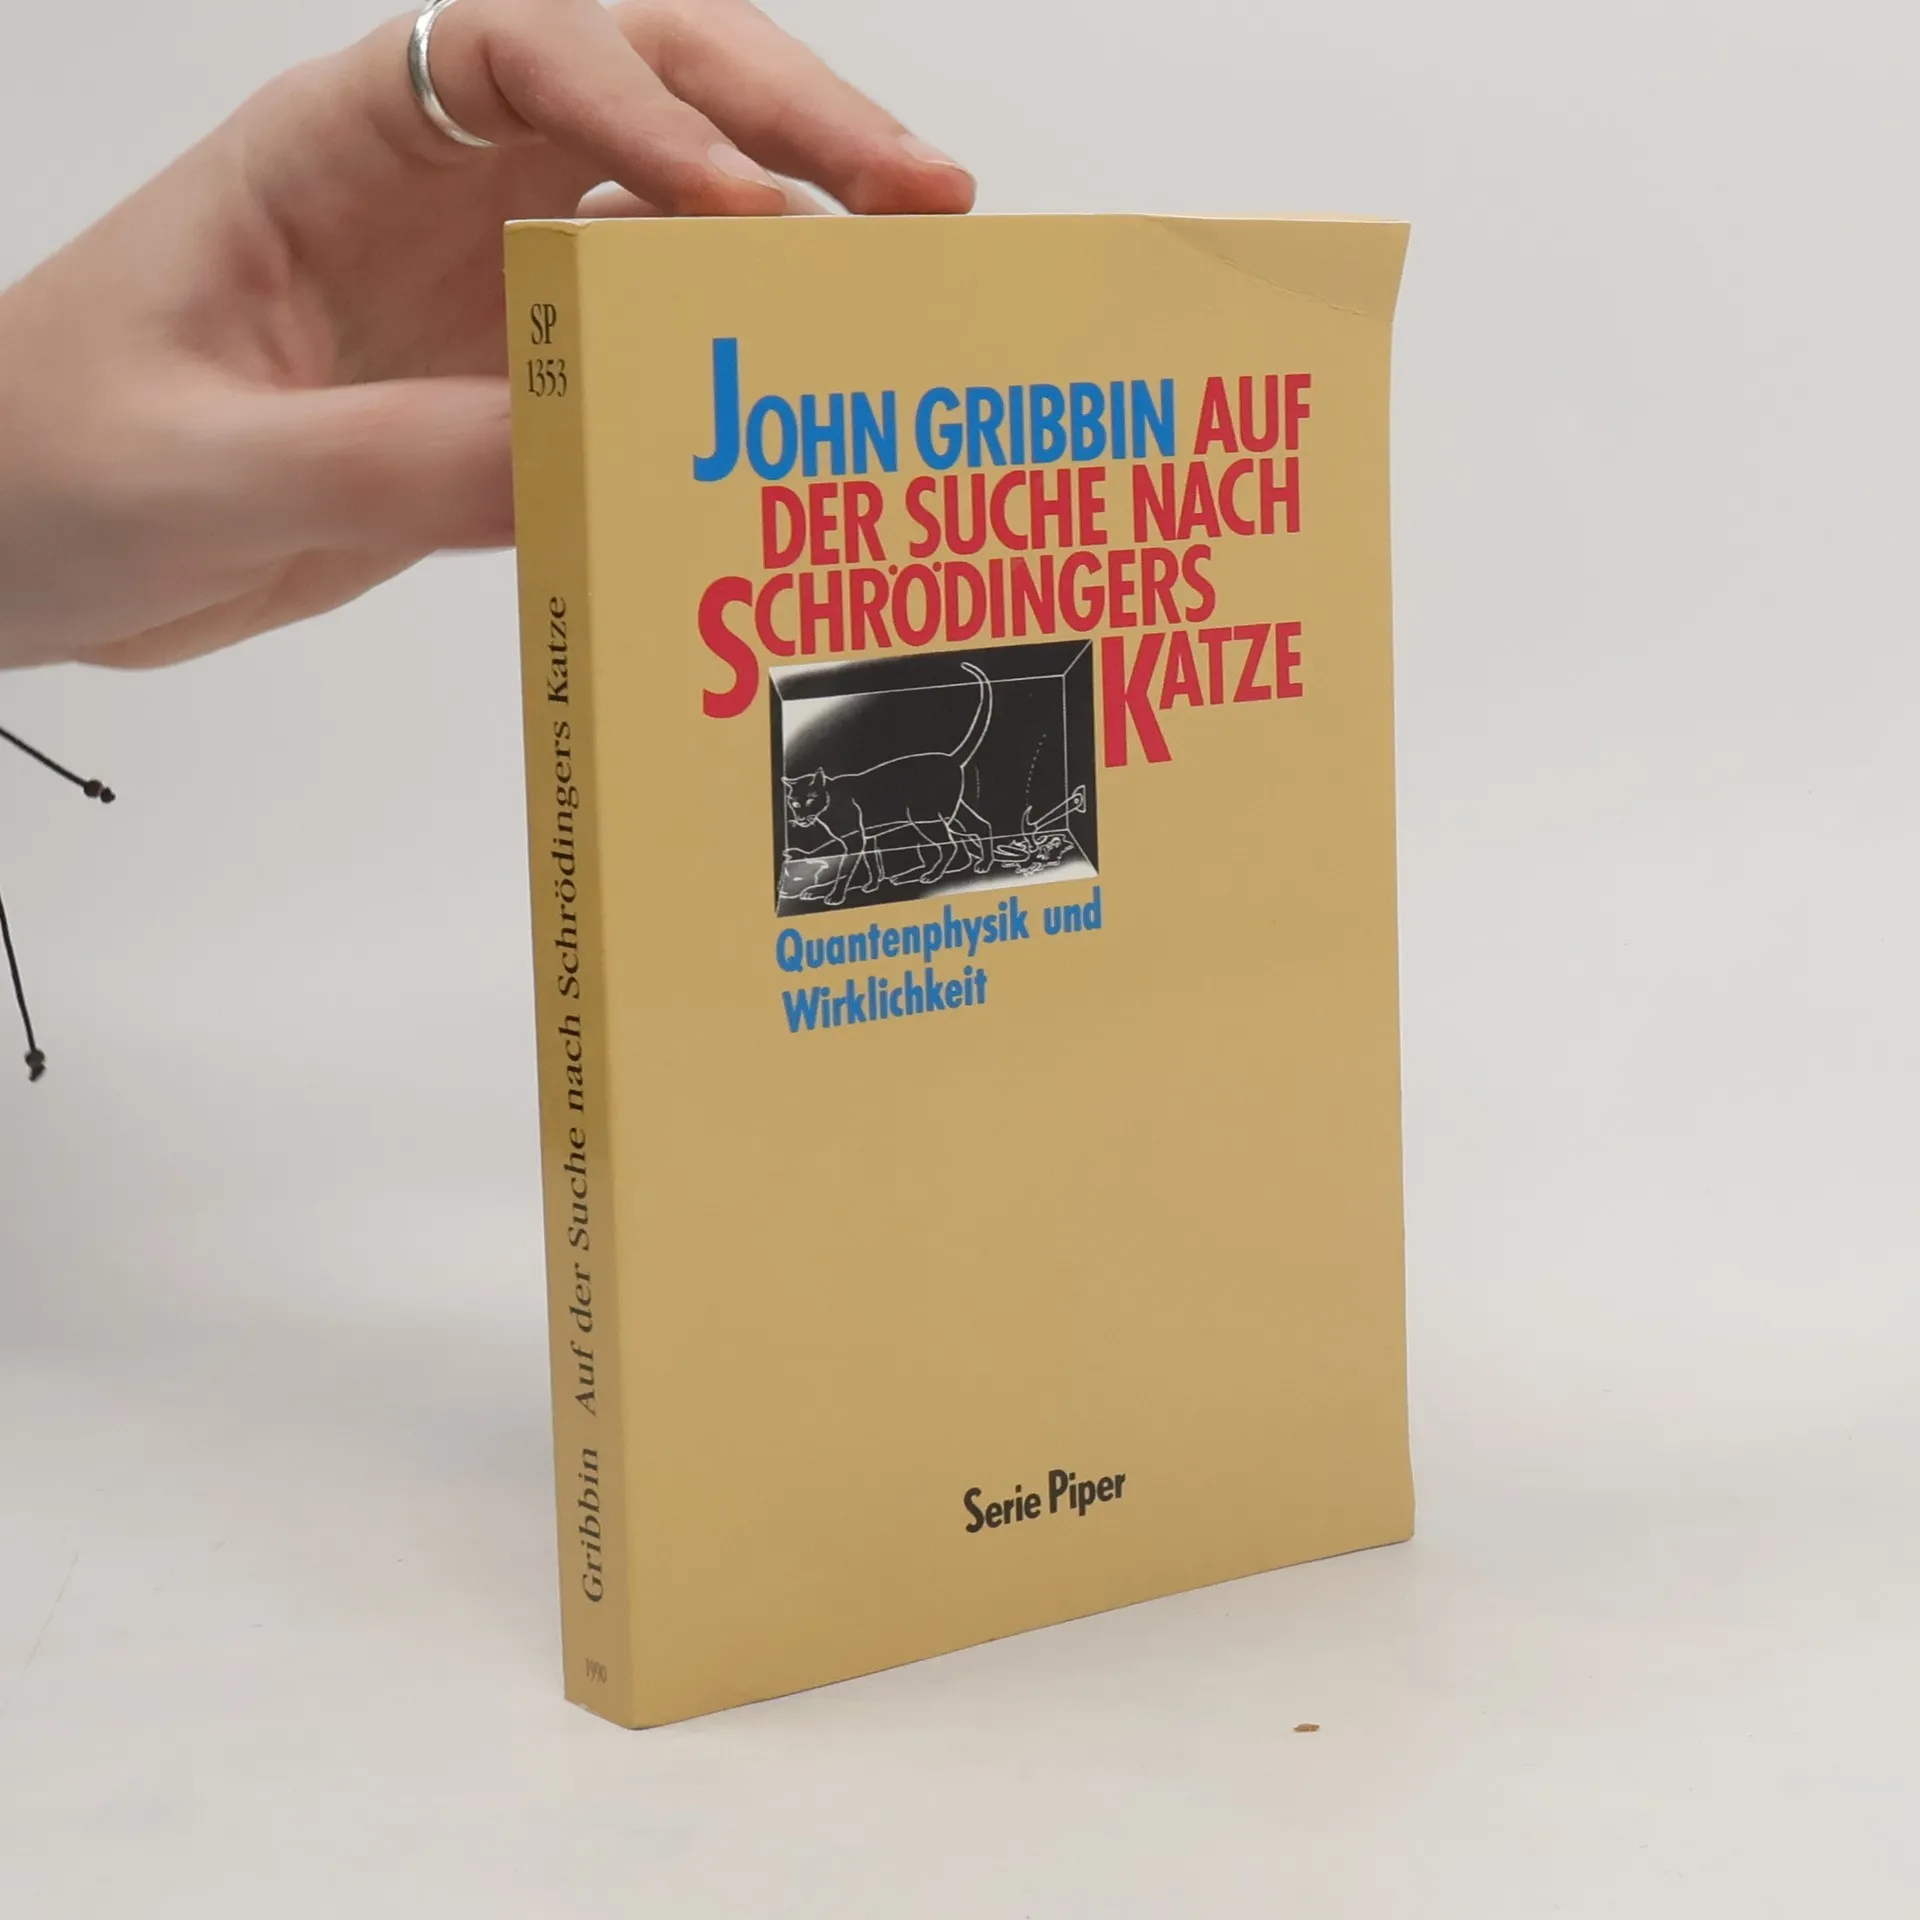 SP
1353
Gribbin Auf der Suche nach Schrödingers Katze
1990
JOHN GRIBBIN AUF
DER SUCHE NACH
SCHRÖDINGERS
KATZE
Quantenphysik und
Wirklichkeit
Serie Piper